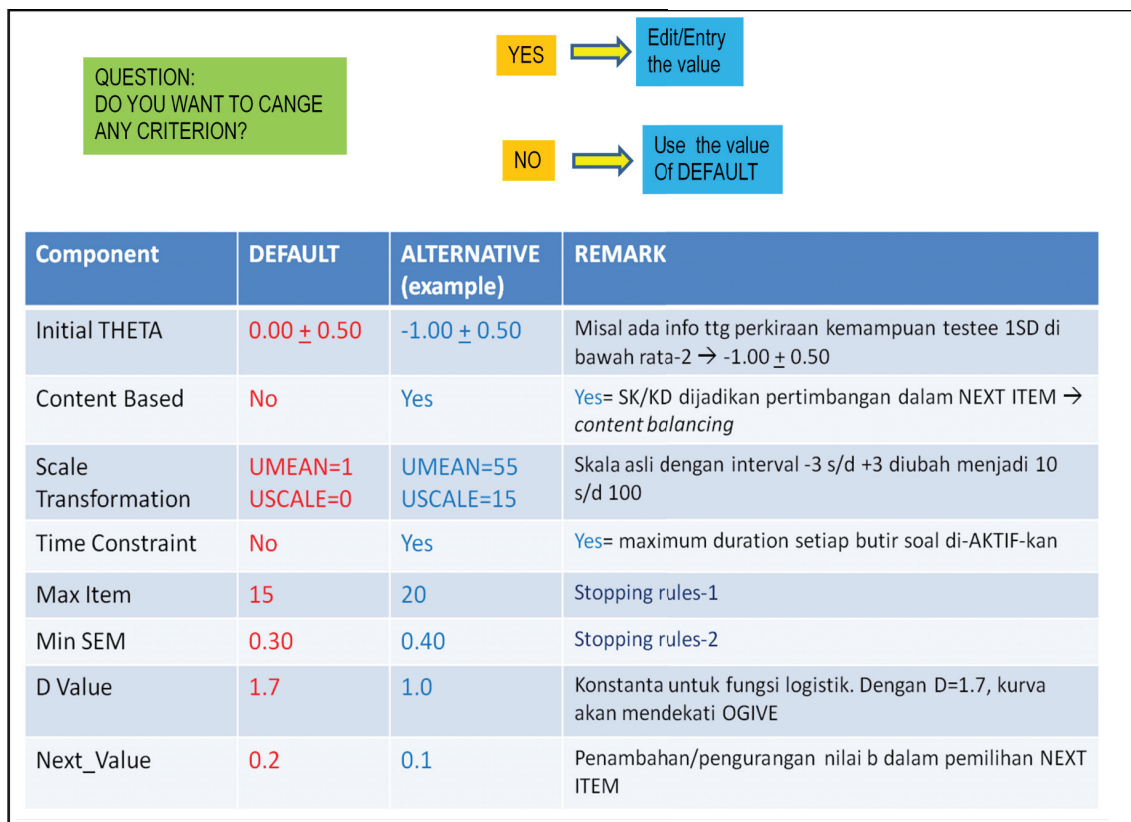 QUESTION:
DO YOU WANT TO CANGE
ANY CRITERION?
YES
Edit/Entry
the value
NO
Use the value
Of DEFAULT
Component DEFAULT ALTERNATIVE (example) REMARK
Initial THETA 0.00 ± 0.50 -1.00 ± 0.50 Misal ada info ttg perkiraan kemampuan testee 1SD di
bawah rata-2 → -1.00 ± 0.50
Content Based No Yes Yes= SK/KD dijadikan pertimbangan dalam NEXT ITEM →
content balancing
Scale UMEAN=1 UMEAN=55 Skala asli dengan interval -3 s/d +3 diubah menjadi 10
Transformation USCALE=0 USCALE=15 s/d 100
Time Constraint No Yes Yes= maximum duration setiap butir soal di-AKTIF-kan
Max Item 15 20 Stopping rules-1
Min SEM 0.30 0.40 Stopping rules-2
D Value 1.7 1.0 Konstanta untuk fungsi logistik. Dengan D=1.7, kurva
akan mendekati OGIVE
Next_Value 0.2 0.1 Penambahan/pengurangan nilai b dalam pemilihan NEXT
ITEM